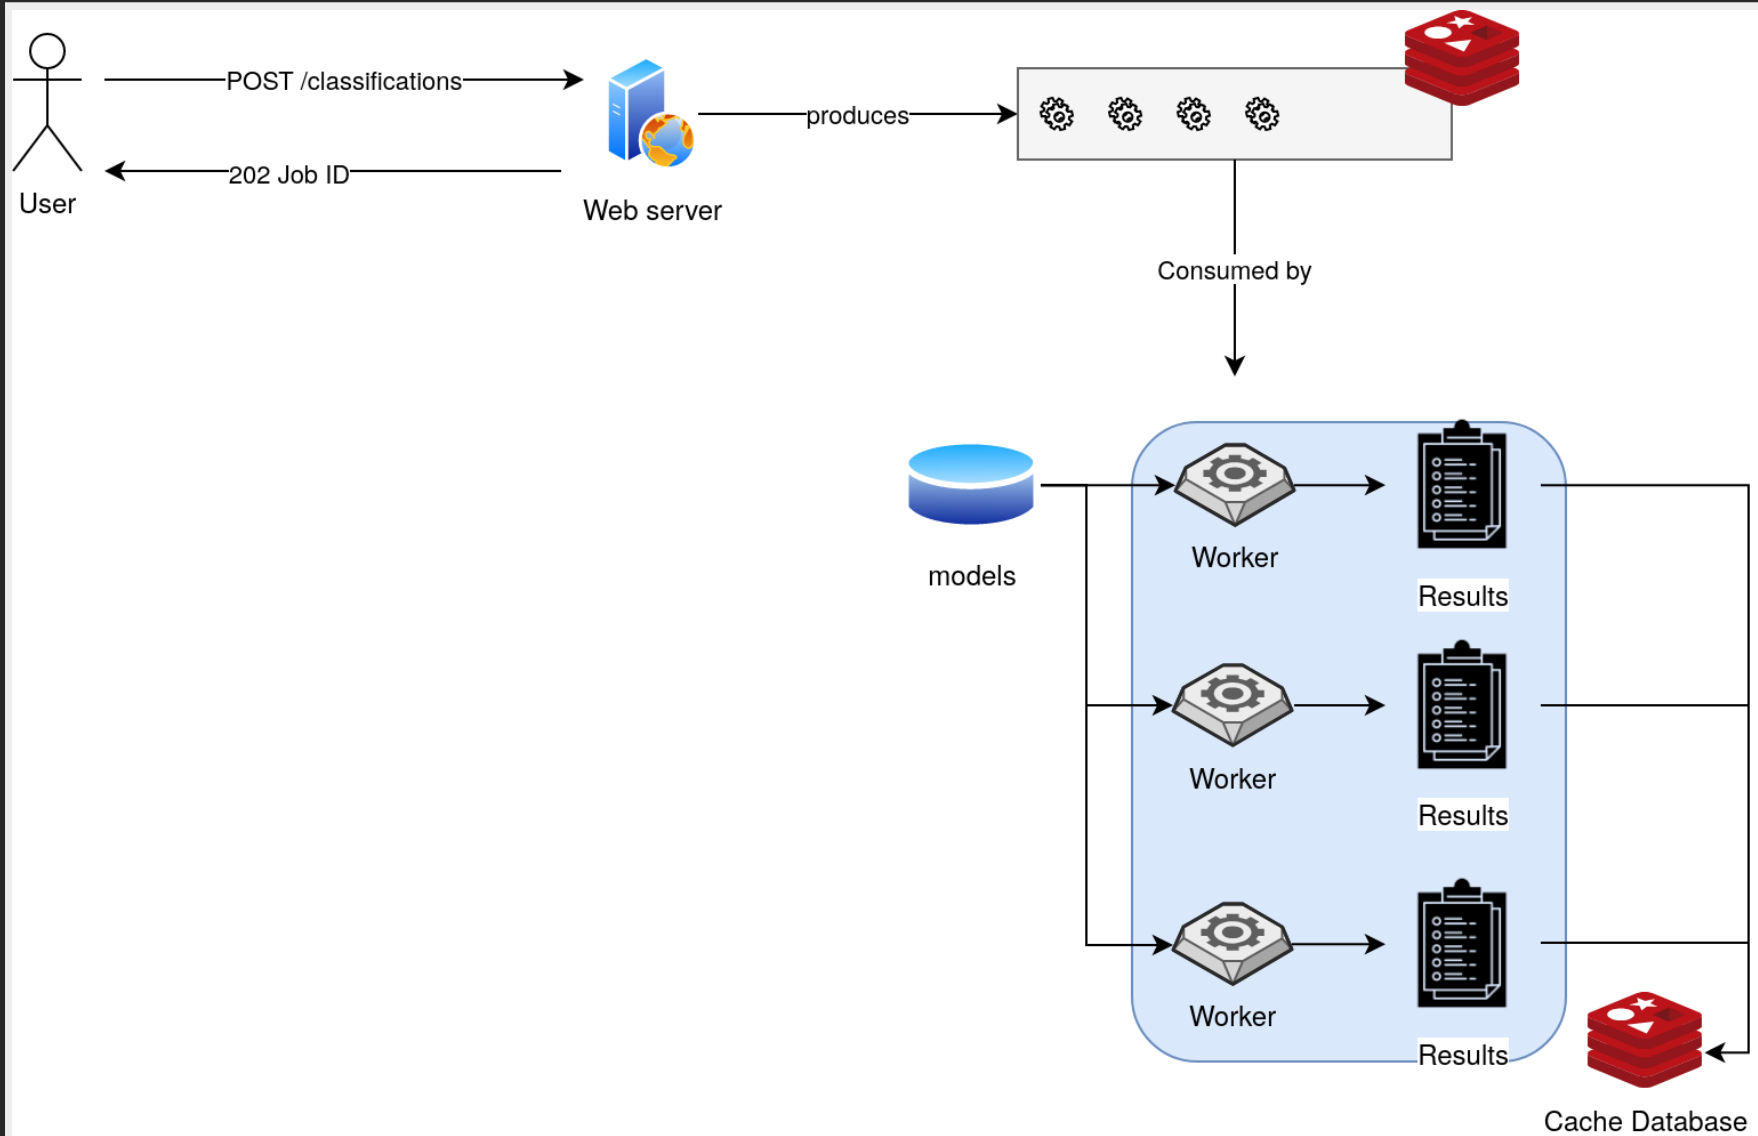 POST /classifications
202 Job ID
User
Web server
produces
Consumed by
models
Worker
Results
Worker
Results
Worker
Results
Cache Database